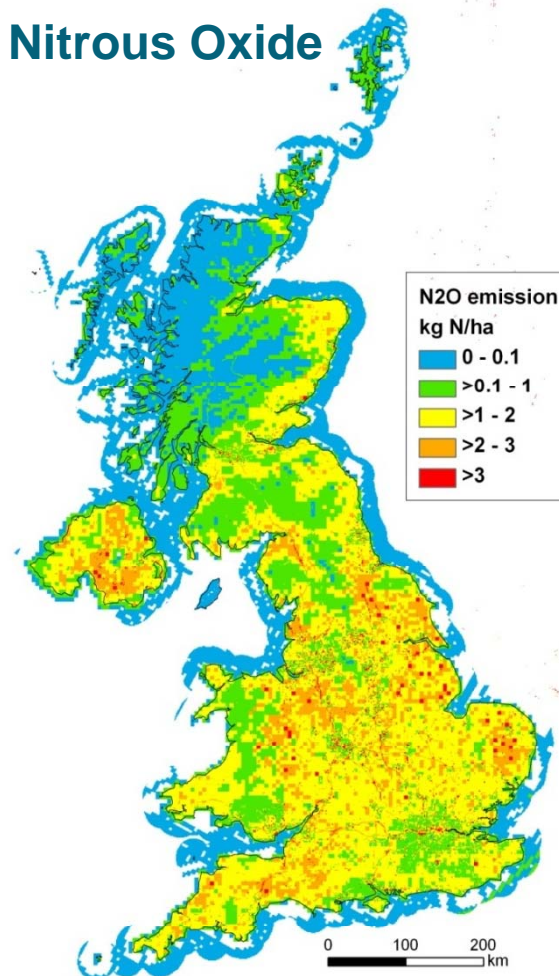 Nitrous Oxide
N2O emission
kg N/ha
0 - 0.1
>0.1 - 1
>1 - 2
>2 - 3
>3
0 100 200
km